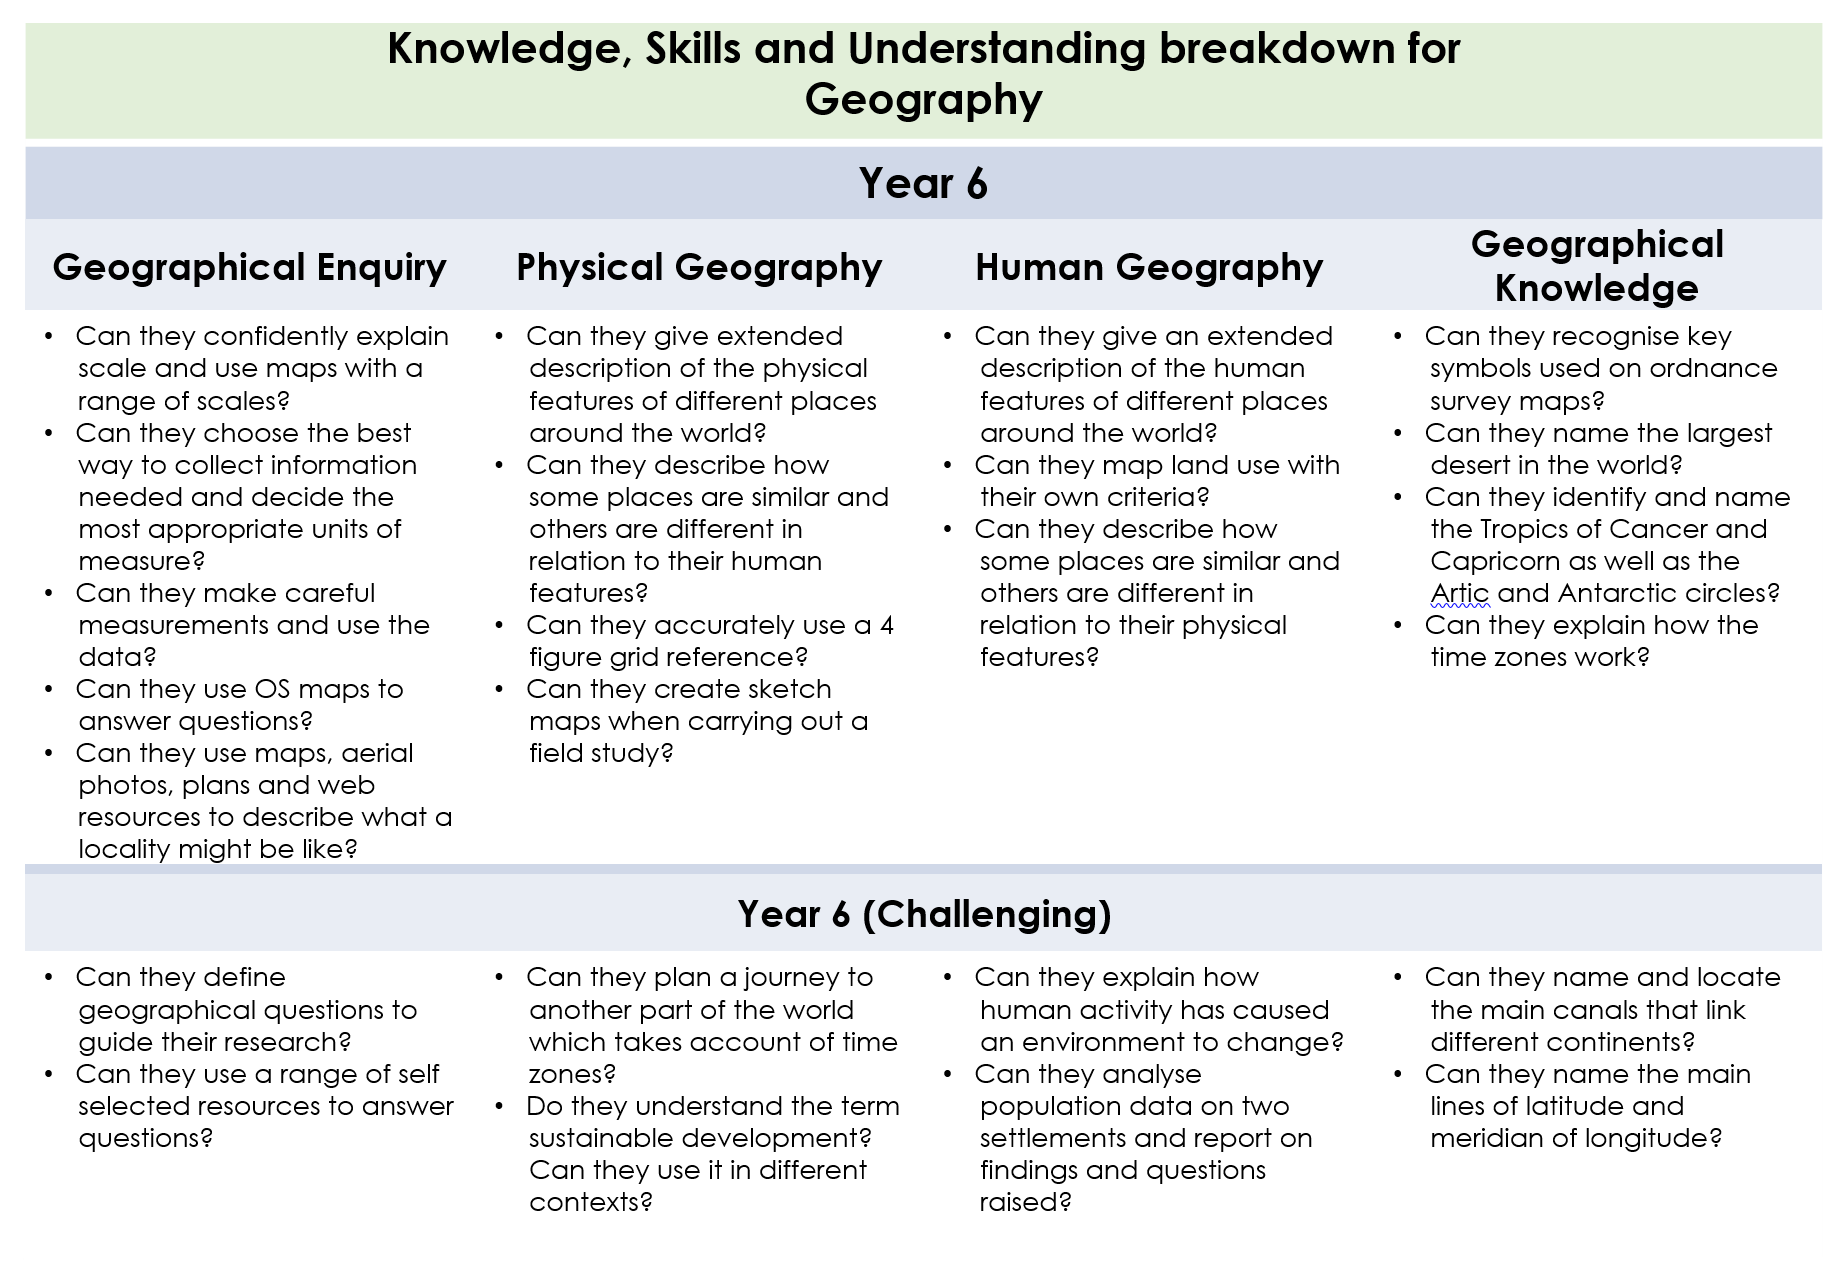 Knowledge, Skills and Understanding breakdown for
Geography
Year 6
Geographical Enquiry
Physical Geography
Human Geography
Geographical
Knowledge
• Can they confidently explain
scale and use maps with a
range of scales?
• Can they choose the best
way to collect information
needed and decide the
most appropriate units of
measure?
• Can they make careful
measurements and use the
data?
• Can they use OS maps to
answer questions?
• Can they use maps, aerial
photos, plans and web
resources to describe what a
locality might be like?
• Can they give extended
description of the physical
features of different places
around the world?
• Can they describe how
some places are similar and
others are different in
relation to their human
features?
• Can they accurately use a 4
figure grid reference?
• Can they create sketch
maps when carrying out a
field study?
• Can they give an extended
description of the human
features of different places
around the world?
• Can they map land use with
their own criteria?
• Can they describe how
some places are similar and
others are different in
relation to their physical
features?
• Can they recognise key
symbols used on ordnance
survey maps?
• Can they name the largest
desert in the world?
• Can they identify and name
the Tropics of Cancer and
Capricorn as well as the
Artic and Antarctic circles?
• Can they explain how the
time zones work?
Year 6 (Challenging)
• Can they define
geographical questions to
guide their research?
• Can they use a range of self
selected resources to answer
questions?
• Can they plan a journey to
another part of the world
which takes account of time
zones?
• Do they understand the term
sustainable development?
Can they use it in different
contexts?
• Can they explain how
human activity has caused
an environment to change?
• Can they analyse
population data on two
settlements and report on
findings and questions
raised?
• Can they name and locate
the main canals that link
different continents?
• Can they name the main
lines of latitude and
meridian of longitude?